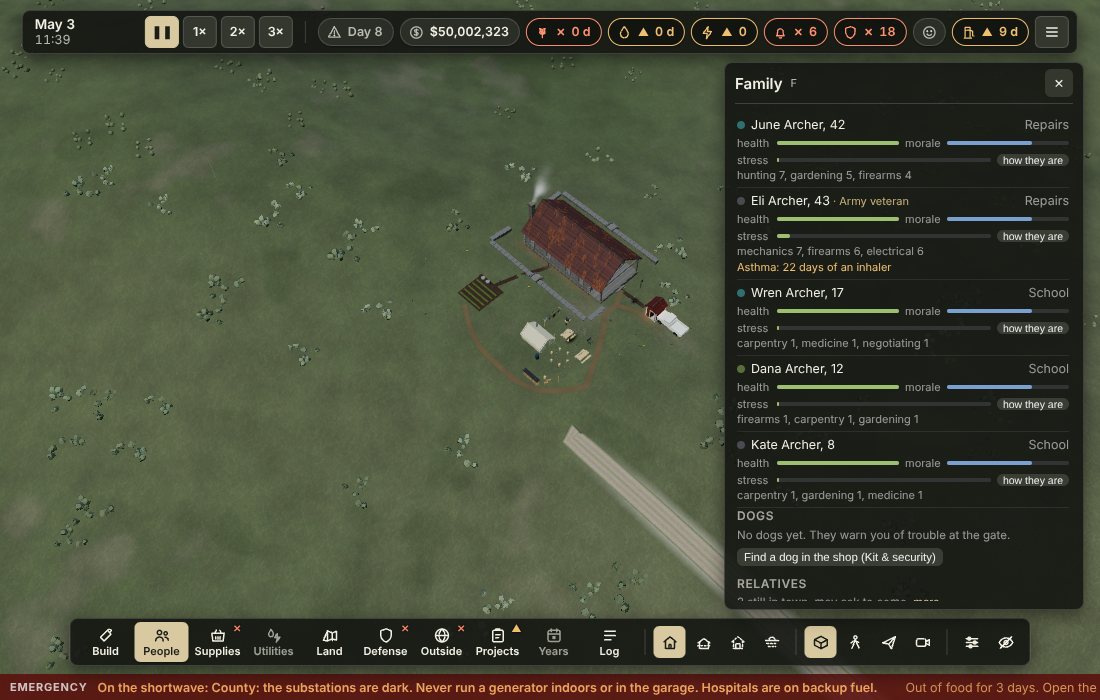 May 3
11:39
1×
2×
3×
Day 8
$50,002,323
× 0 d
0 d
0
× 6
× 18
9 d
Family F
June Archer, 42 Repairs
health morale
stress how they are
hunting 7, gardening 5, firearms 4
Eli Archer, 43 · Army veteran Repairs
health morale
stress how they are
mechanics 7, firearms 6, electrical 6
Asthma: 22 days of an inhaler
Wren Archer, 17 School
health morale
stress how they are
carpentry 1, medicine 1, negotiating 1
Dana Archer, 12 School
health morale
stress how they are
firearms 1, carpentry 1, gardening 1
Kate Archer, 8 School
health morale
stress how they are
carpentry 1, gardening 1, medicine 1
DOGS
No dogs yet. They warn you of trouble at the gate.
Find a dog in the shop (Kit & security)
RELATIVES
Build
People
Supplies
Utilities
Land
Defense
Outside
Projects
Years
Log
EMERGENCY On the shortwave: County: the substations are dark. Never run a generator indoors or in the garage. Hospitals are on backup fuel. Out of food for 3 days. Open the